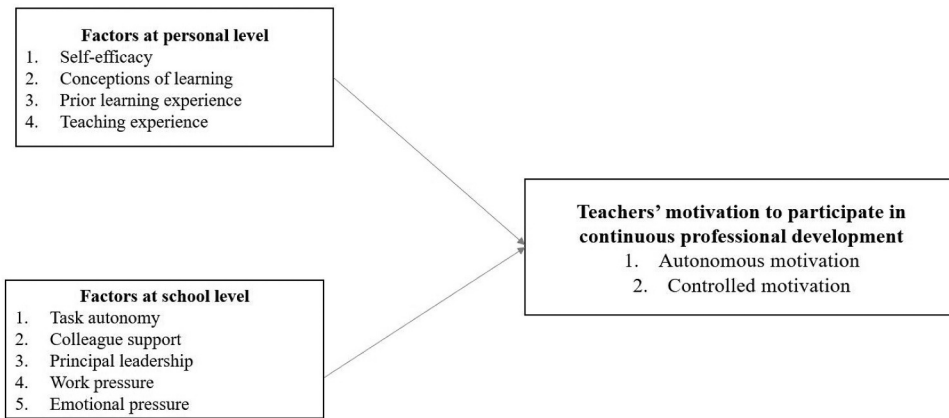 Factors at personal level
1. Self-efficacy
2. Conceptions of learning
3. Prior learning experience
4. Teaching experience
Teachers’ motivation to participate in
continuous professional development
1. Autonomous motivation
2. Controlled motivation
Factors at school level
1. Task autonomy
2. Colleague support
3. Principal leadership
4. Work pressure
5. Emotional pressure